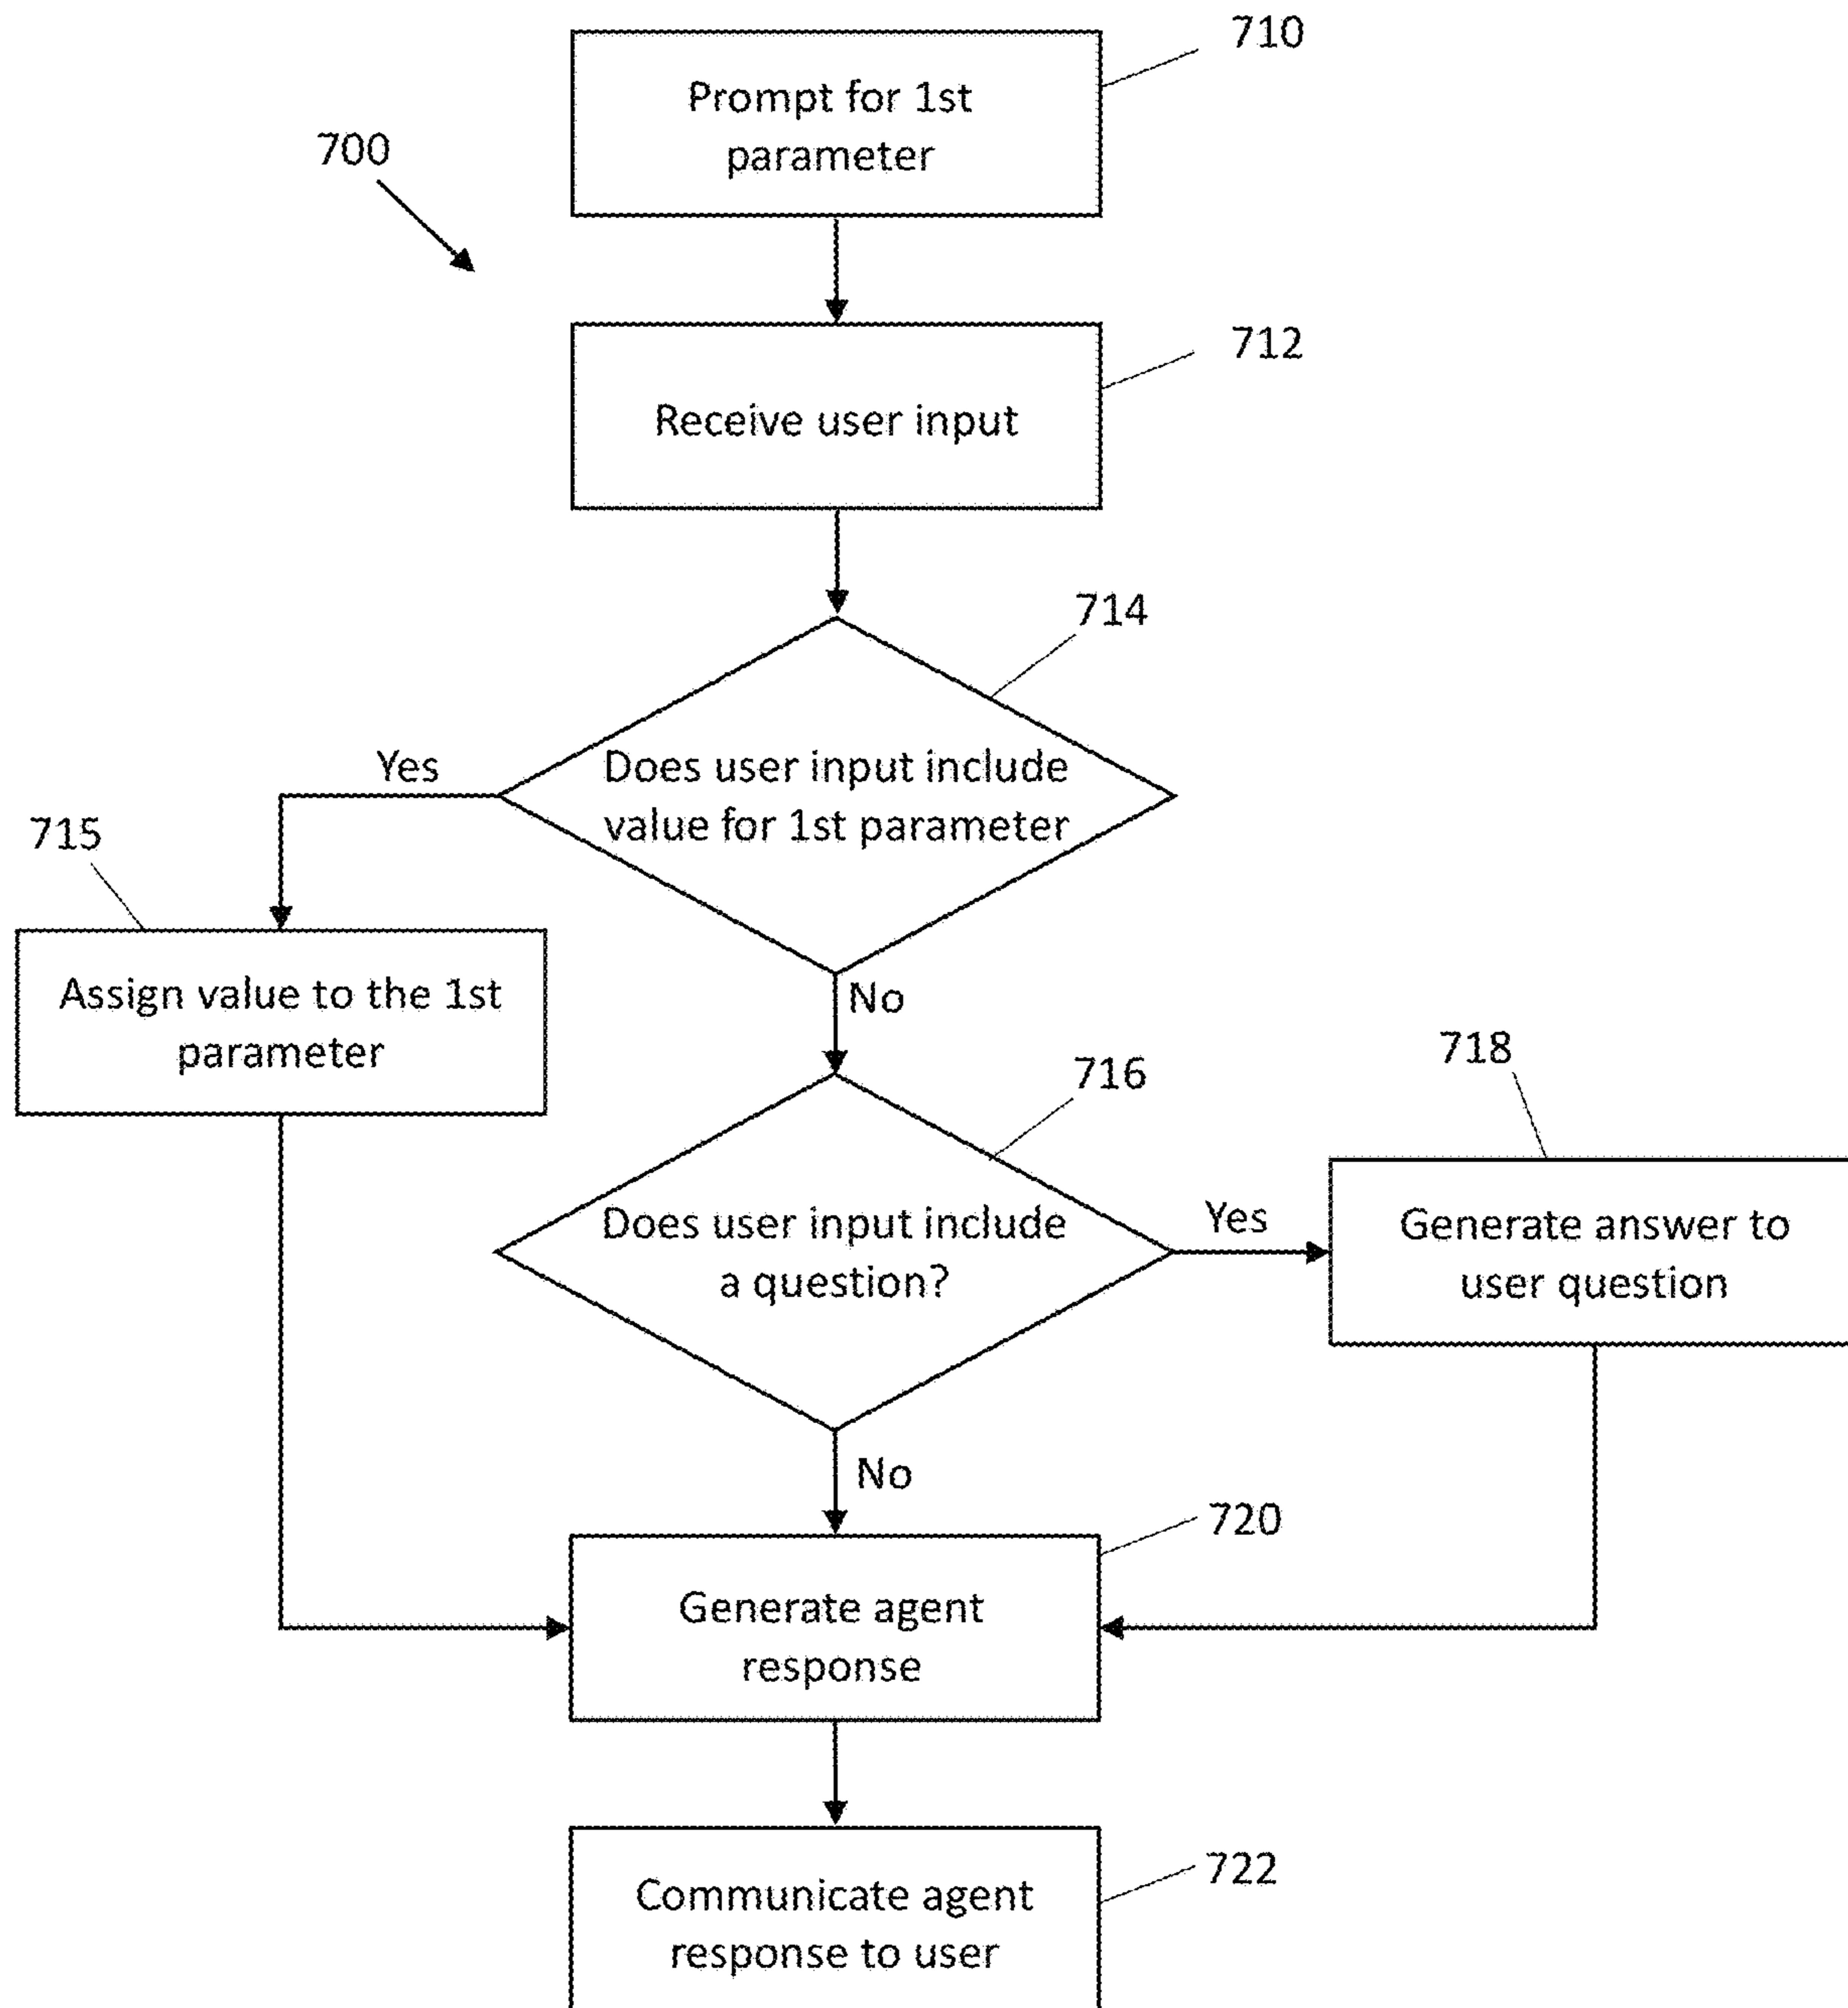 710
Prompt for 1st
parameter
700
712
Receive user input
714
Yes
Does user input include
value for 1st parameter
715
Assign value to the 1st
parameter
No
716
718
Does user input include
a question?
Yes
Generate answer to
user question
No
720
Generate agent
response
722
Communicate agent
response to user